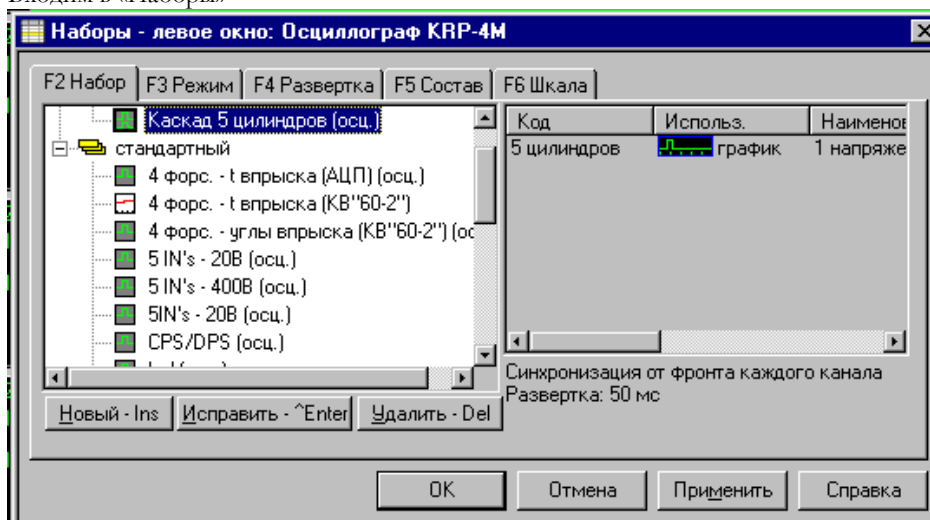 Входим в «Наборы»
Наборы - левое окно: Осциллограф KRP-4M
F2 Набор F3 Режим F4 Развертка F5 Состав F6 Шкала
Каскад 5 цилиндров (осц.)
стандартный
4 форс. - t впрыска (АЦП) (осц.)
4 форс. - t впрыска (КВ"60-2")
4 форс. - углы впрыска (КВ"60-2") (ос
5 IN's - 20В (осц.)
5 IN's - 400В (осц.)
5IN's - 20В (осц.)
CPS/DPS (осц.)
Код Использ. Наименов
5 цилиндров график 1 напряже
Синхронизация от фронта каждого канала
Развертка: 50 мс
Новый - Ins Исправить - ^Enter Удалить - Del
OK Отмена Применить Справка